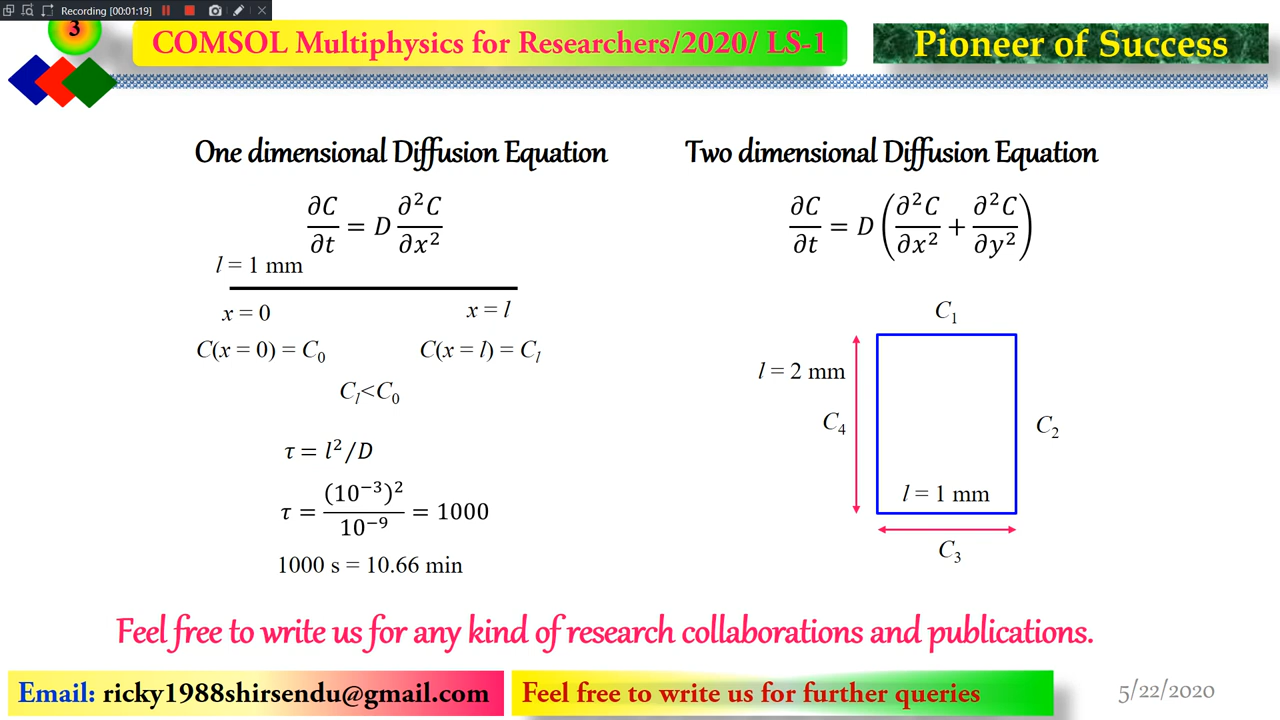 Recording [00:01:19]
3
COMSOL Multiphysics for Researchers/2020/ LS-1
Pioneer of Success
One dimensional Diffusion Equation
∂C/∂t = D ∂²C/∂x²
l = 1 mm
x = 0
x = l
C(x = 0) = C₀
C(x = l) = Cₗ
Cₗ<C₀
τ = l²/D
τ = (10⁻³)²/10⁻⁹ = 1000
1000 s = 10.66 min
Two dimensional Diffusion Equation
∂C/∂t = D (∂²C/∂x² + ∂²C/∂y²)
C₁
l = 2 mm
C₄
C₂
l = 1 mm
C₃
Feel free to write us for any kind of research collaborations and publications.
Email: ricky1988shirsendu@gmail.com
Feel free to write us for further queries
5/22/2020